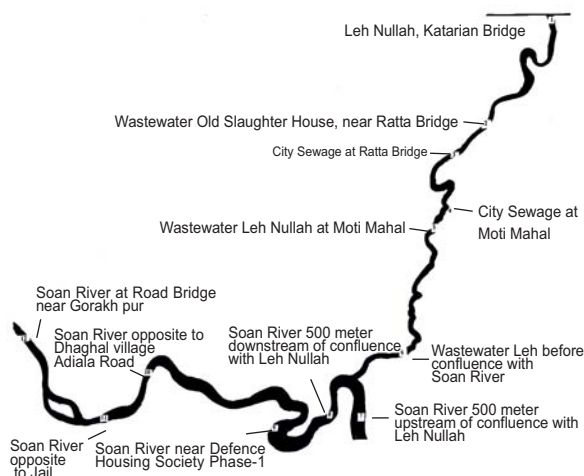 Leh Nullah, Katarian Bridge
Wastewater Old Slaughter House, near Ratta Bridge
City Sewage at Ratta Bridge
City Sewage at
Moti Mahal
Wastewater Leh Nullah at Moti Mahal
Soan River at Road Bridge
near Gorakh pur
Soan River opposite to
Dhaghal village
Adiala Road
Soan River 500 meter
downstream of confluence
with Leh Nullah
Wastewater Leh before
confluence with
Soan River
Soan River 500 meter
upstream of confluence with
Leh Nullah
Soan River
opposite
to Jail
Soan River near Defence
Housing Society Phase-1